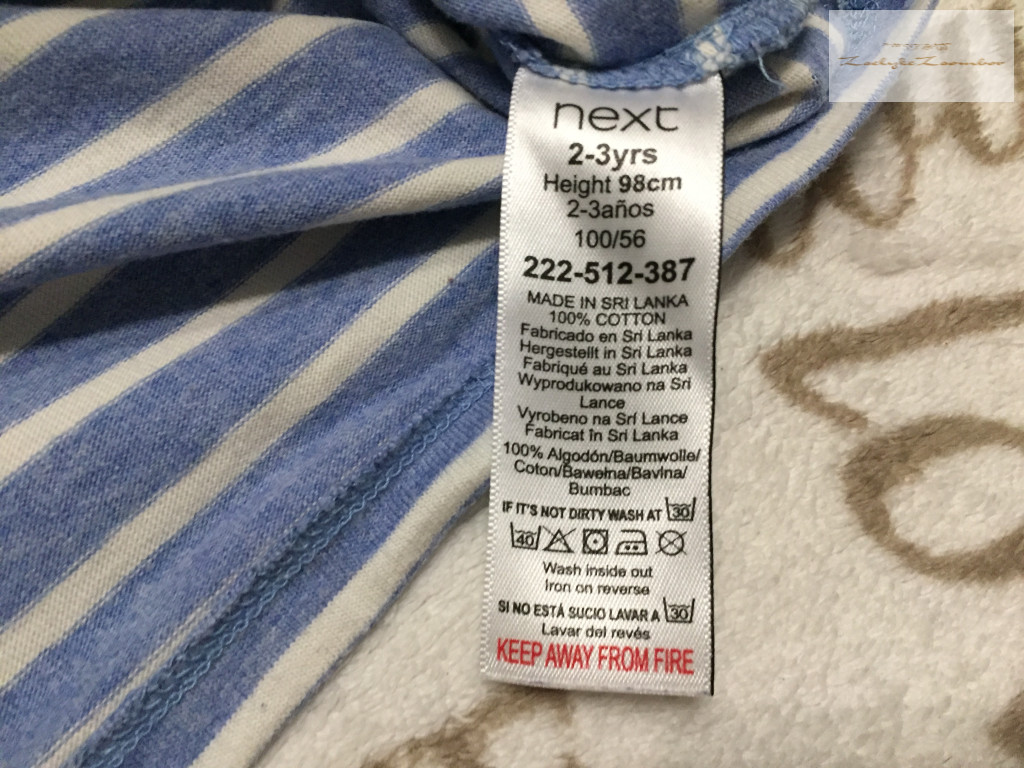 next
2-3yrs
Height 98cm
2-3años
100/56
222-512-387
MADE IN SRI LANKA
100% COTTON
Fabricado en Sri Lanka
Hergestellt in Sri Lanka
Fabriqué au Sri Lanka
Wyprodukowano na Sri
Lance
Vyrobeno na Srí Lance
Fabricat în Sri Lanka
100% Algodón/Baumwolle/
Coton/Bawełna/Bavlna/
Bumbac
IF IT'S NOT DIRTY WASH AT 30
40
Wash inside out
Iron on reverse
SI NO ESTÁ SUCIO LAVAR A 30
Lavar del revés
KEEP AWAY FROM FIRE